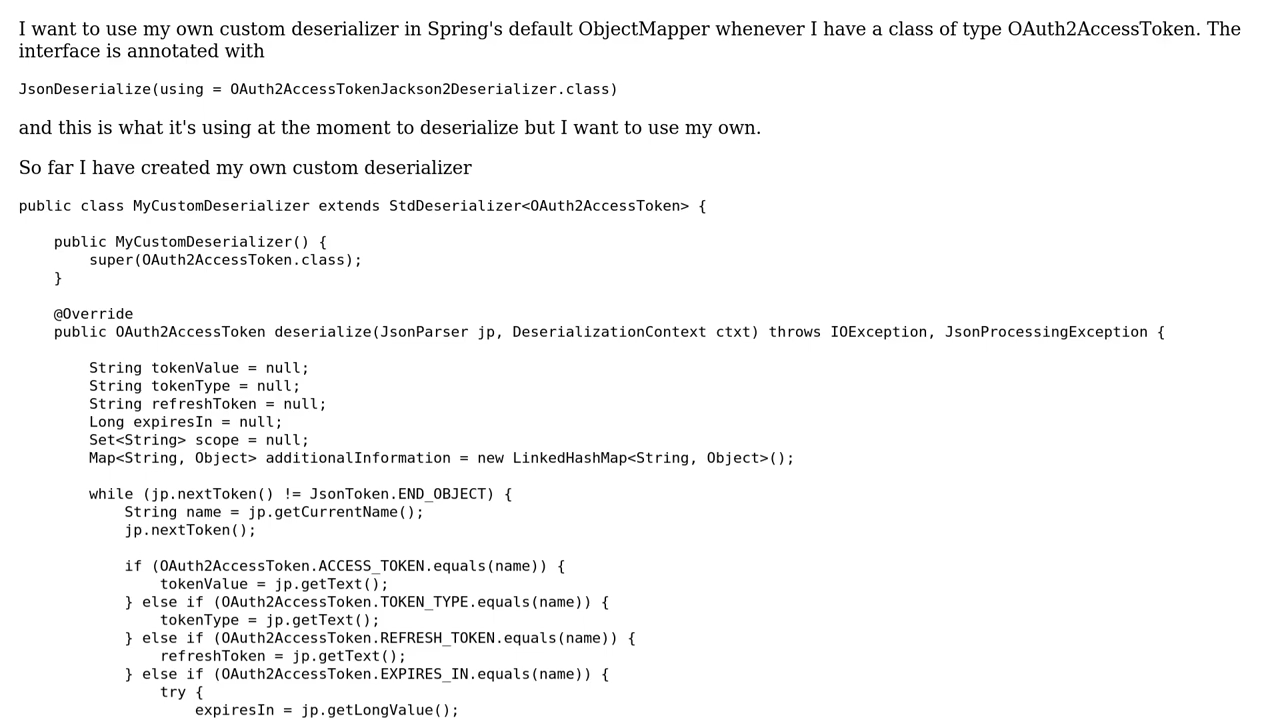 I want to use my own custom deserializer in Spring's default ObjectMapper whenever I have a class of type OAuth2AccessToken. The
interface is annotated with
JsonDeserialize(using = OAuth2AccessTokenJackson2Deserializer.class)
and this is what it's using at the moment to deserialize but I want to use my own.
So far I have created my own custom deserializer
public class MyCustomDeserializer extends StdDeserializer<OAuth2AccessToken> {
    public MyCustomDeserializer() {
        super(OAuth2AccessToken.class);
    }
    @Override
    public OAuth2AccessToken deserialize(JsonParser jp, DeserializationContext ctxt) throws IOException, JsonProcessingException {
        String tokenValue = null;
        String tokenType = null;
        String refreshToken = null;
        Long expiresIn = null;
        Set<String> scope = null;
        Map<String, Object> additionalInformation = new LinkedHashMap<String, Object>();
        while (jp.nextToken() != JsonToken.END_OBJECT) {
            String name = jp.getCurrentName();
            jp.nextToken();
            if (OAuth2AccessToken.ACCESS_TOKEN.equals(name)) {
                tokenValue = jp.getText();
            } else if (OAuth2AccessToken.TOKEN_TYPE.equals(name)) {
                tokenType = jp.getText();
            } else if (OAuth2AccessToken.REFRESH_TOKEN.equals(name)) {
                refreshToken = jp.getText();
            } else if (OAuth2AccessToken.EXPIRES_IN.equals(name)) {
                try {
                    expiresIn = jp.getLongValue();